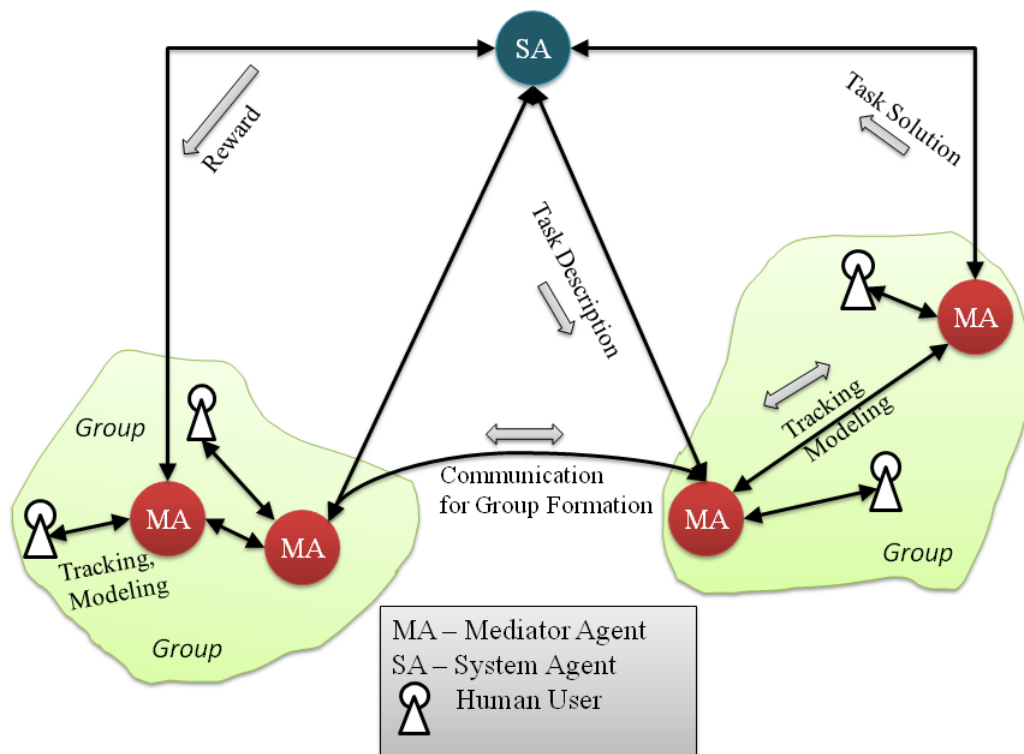 SA
Reward
Task Solution
Task Description
MA
Group
Tracking
Modeling
Communication
for Group Formation
MA
MA
MA
Tracking,
Modeling
Group
Group
MA – Mediator Agent
SA – System Agent
Human User